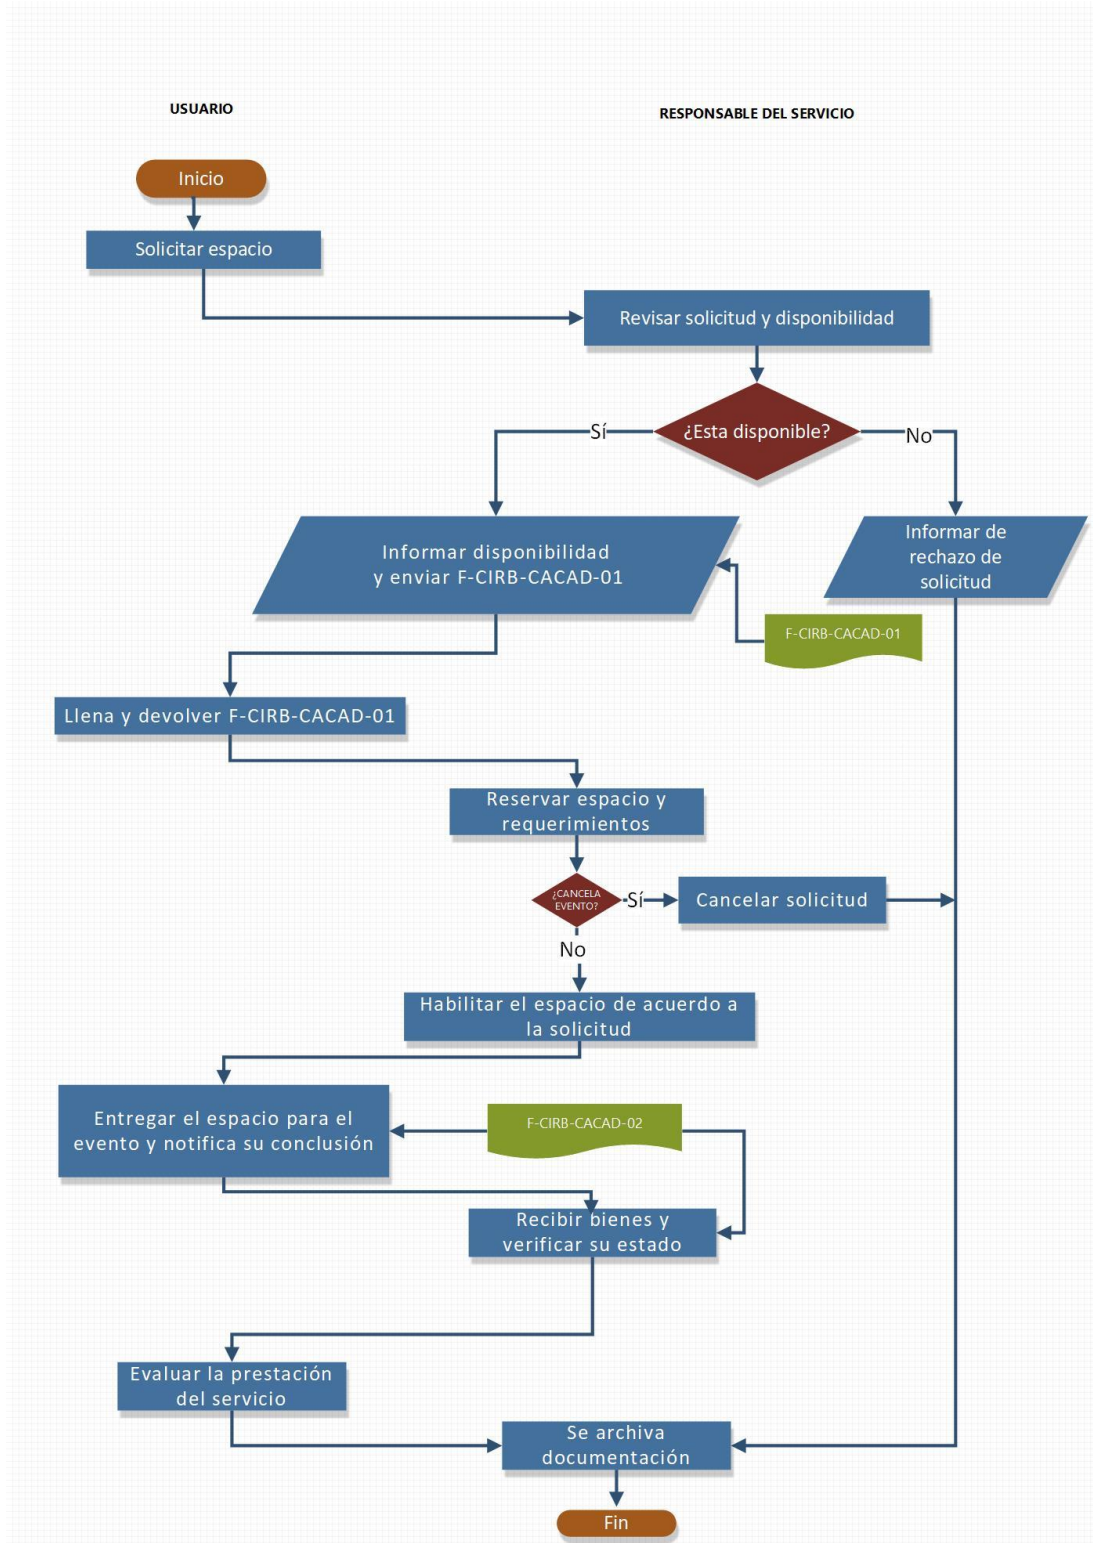 USUARIO
RESPONSABLE DEL SERVICIO
Inicio
Solicitar espacio
Revisar solicitud y disponibilidad
¿Esta disponible?
Sí
No
Informar disponibilidad
y enviar F-CIRB-CACAD-01
Informar de
rechazo de
solicitud
F-CIRB-CACAD-01
Llena y devolver F-CIRB-CACAD-01
Reservar espacio y
requerimientos
¿CANCELA
EVENTO?
Sí
Cancelar solicitud
No
Habilitar el espacio de acuerdo a
la solicitud
Entregar el espacio para el
evento y notifica su conclusión
F-CIRB-CACAD-02
Recibir bienes y
verificar su estado
Evaluar la prestación
del servicio
Se archiva
documentación
Fin